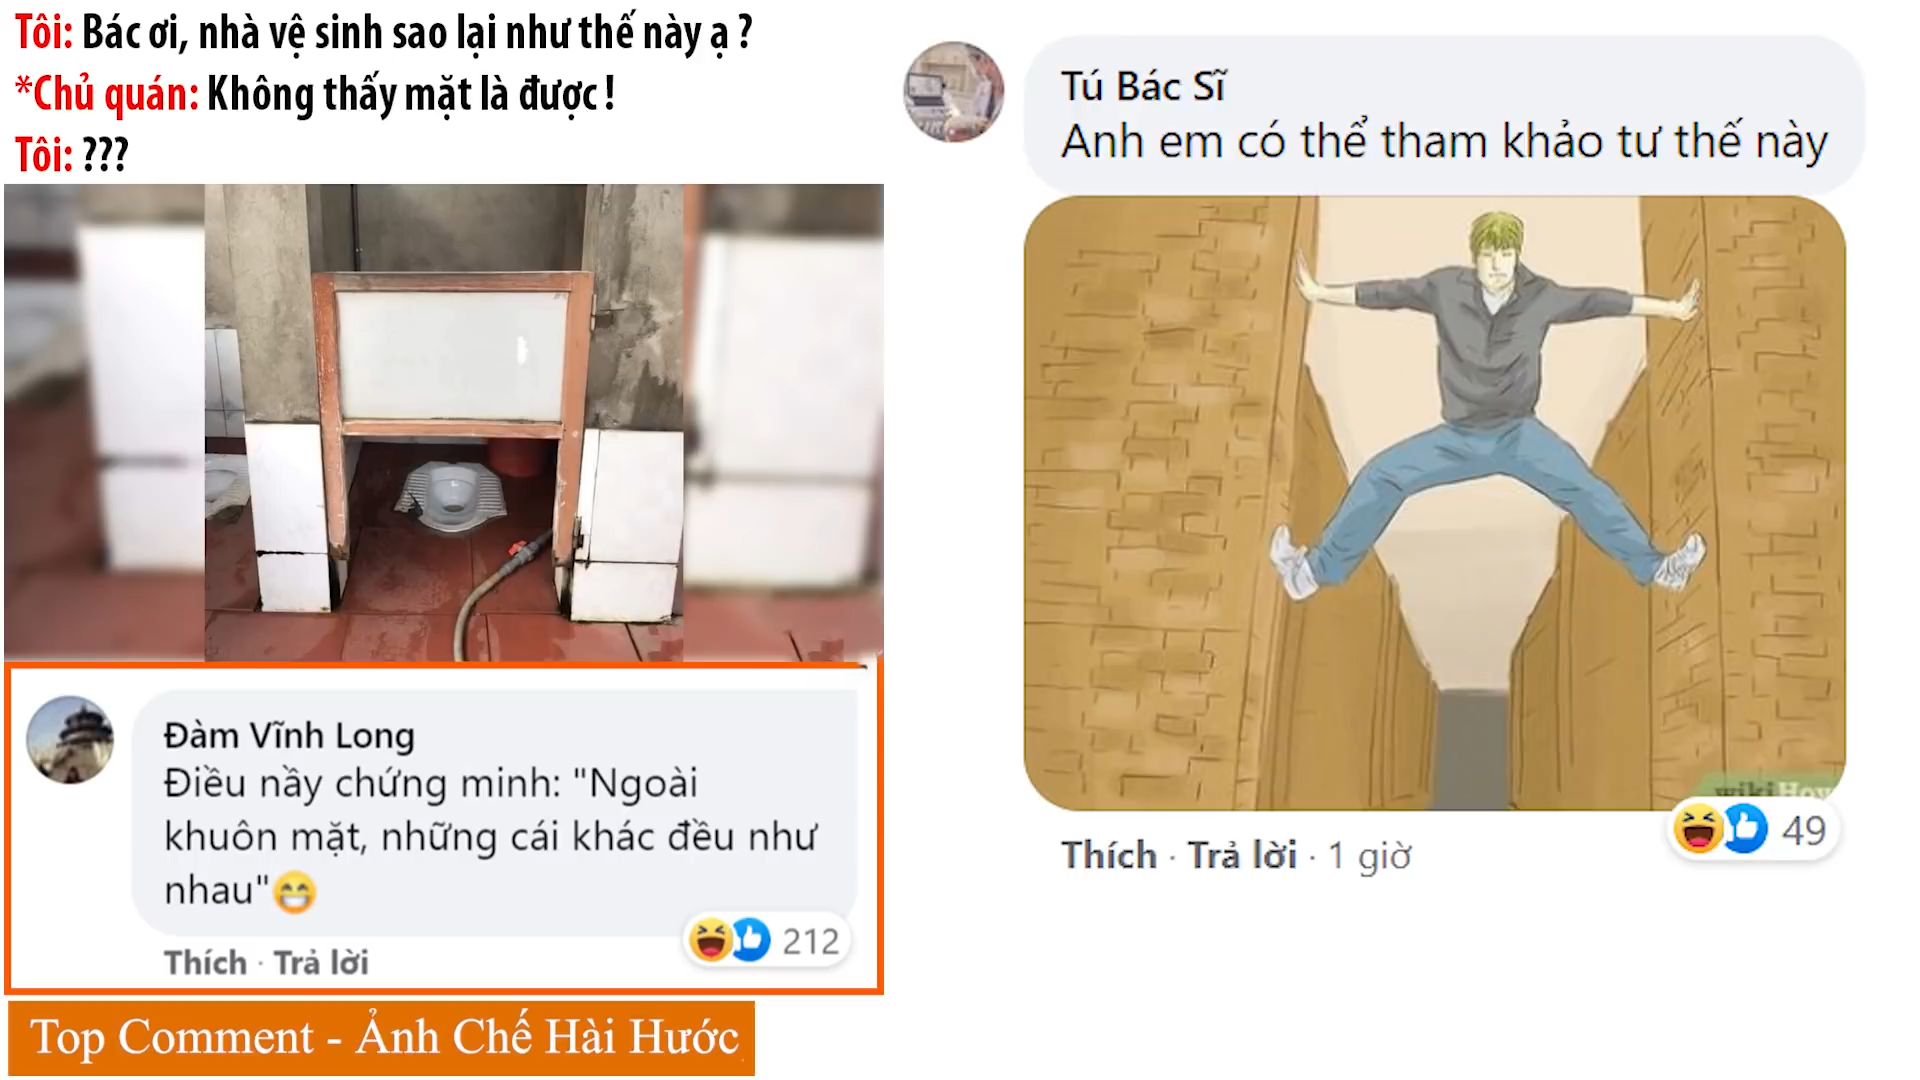 Tôi: Bác ơi, nhà vệ sinh sao lại như thế này ạ ?
*Chủ quán: Không thấy mặt là được !
Tôi: ???
Đàm Vĩnh Long
Điều nầy chứng minh: "Ngoài
khuôn mặt, những cái khác đều như
nhau"😁
Thích · Trả lời
212
Top Comment - Ảnh Chế Hài Hước
Tú Bác Sĩ
Anh em có thể tham khảo tư thế này
wikiHow
49
Thích · Trả lời · 1 giờ